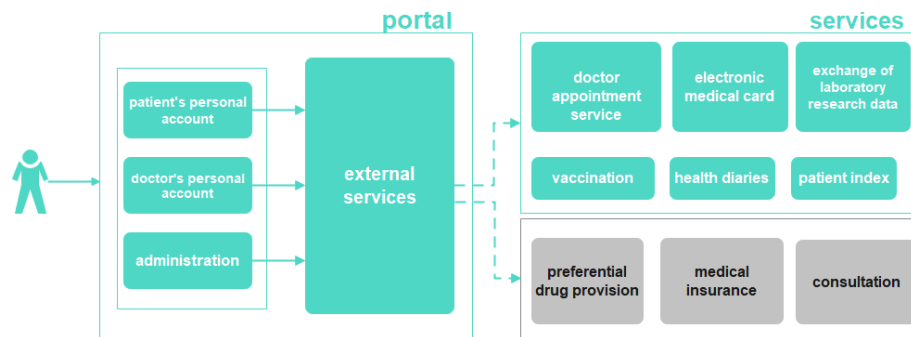 portal
services
patient's personal
account
doctor's personal
account
administration
external
services
doctor
appointment
service
electronic
medical card
exchange of
laboratory
research data
vaccination
health diaries
patient index
preferential
drug provision
medical
insurance
consultation